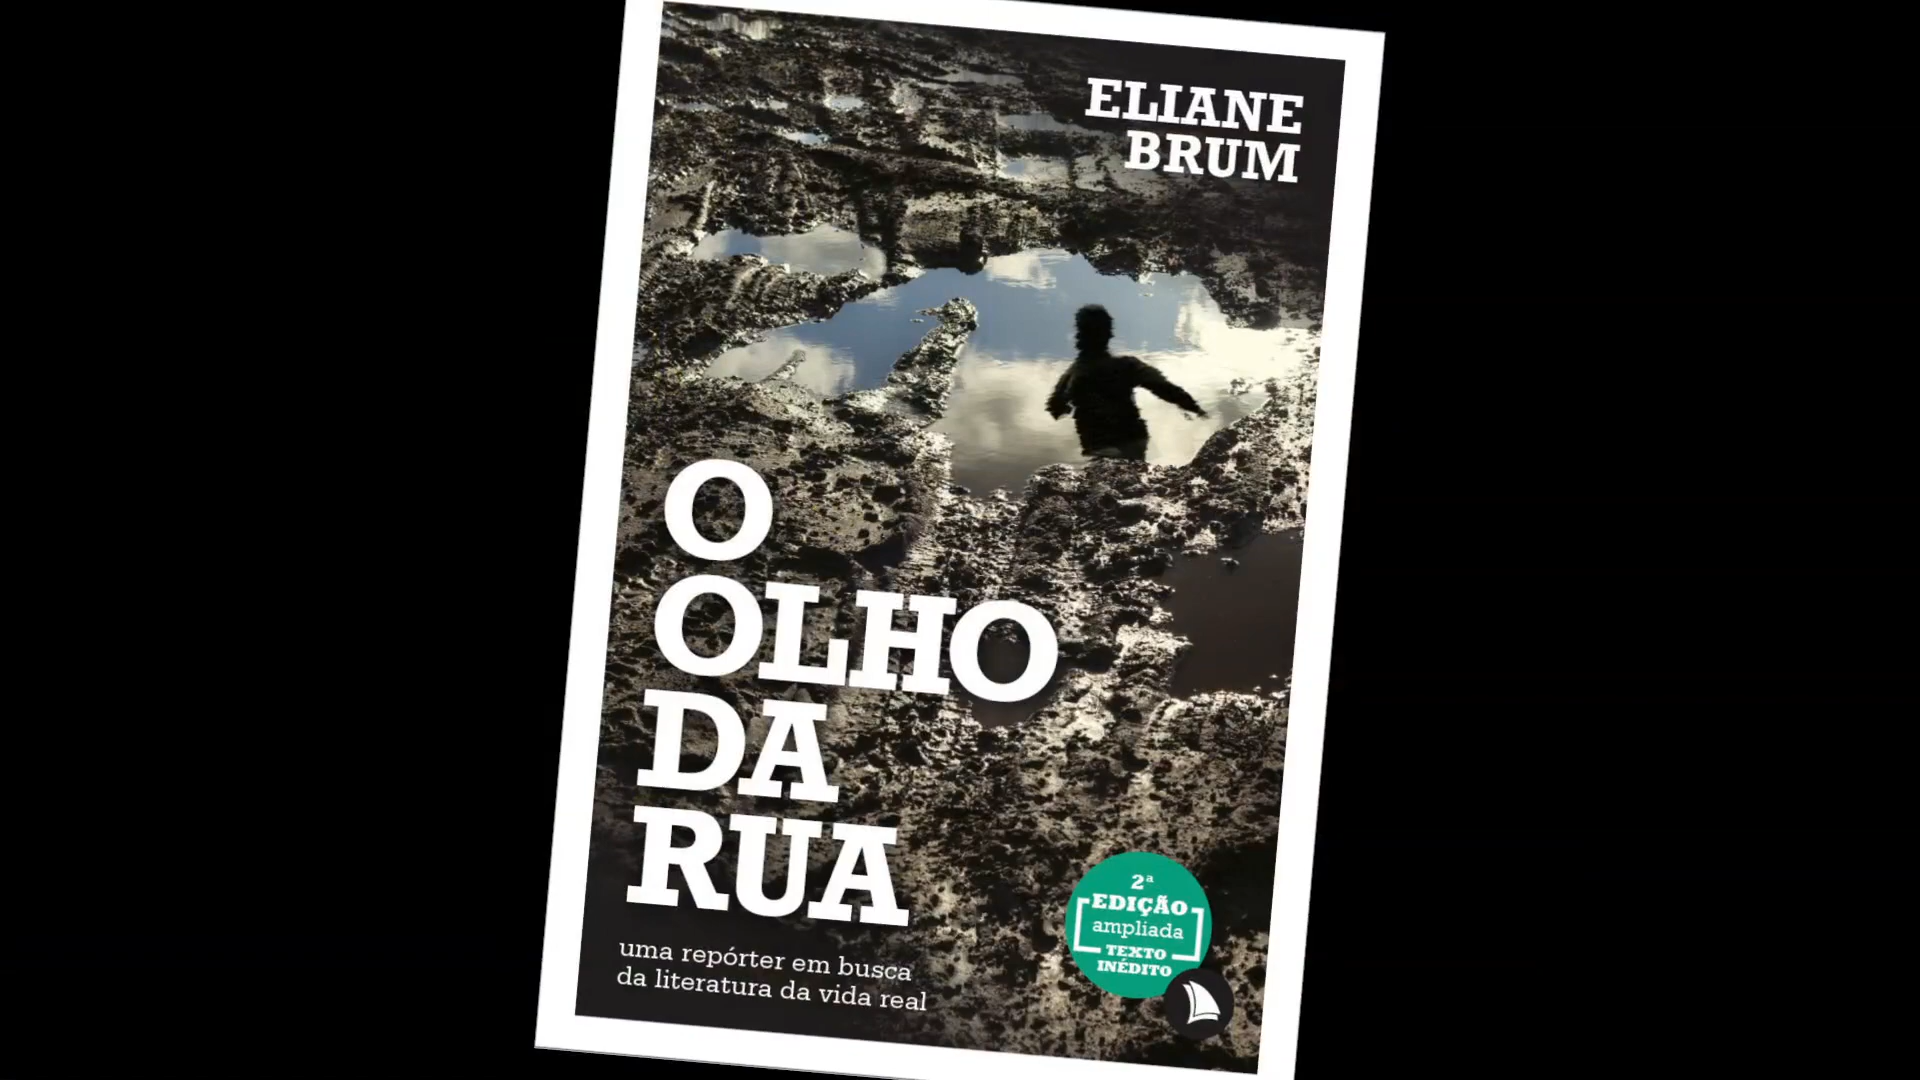 ELIANE
BRUM
O
OLHO
DA
RUA
uma repórter em busca
da literatura da vida real
2ª
EDIÇÃO
ampliada
TEXTO
INÉDITO